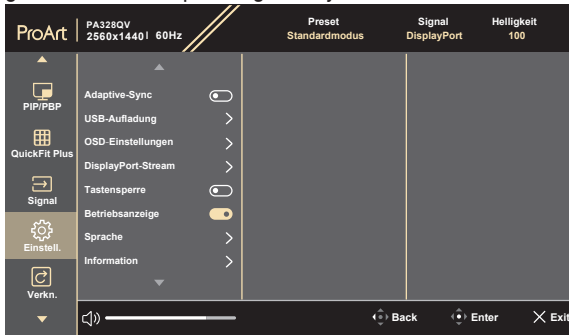 ProArt
PA328QV
2560x1440 60Hz
Preset
Standardmodus
Signal
DisplayPort
Helligkeit
100
PIP/PBP
QuickFit Plus
Signal
Einstell.
Verkn.
Adaptive-Sync
USB-Aufladung
OSD-Einstellungen
DisplayPort-Stream
Tastensperre
Betriebsanzeige
Sprache
Information
Back
Enter
Exit